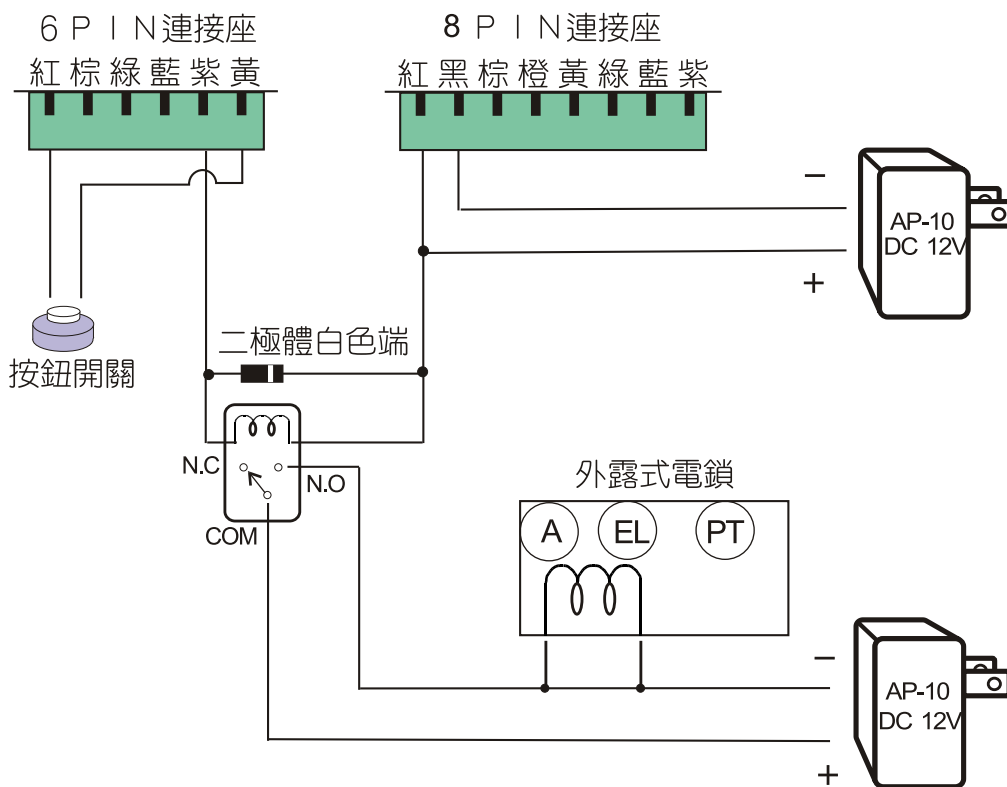 6 P I N連接座
紅 棕 綠 藍 紫 黃
8 P I N連接座
紅 黑 棕 橙 黃 綠 藍 紫
−
AP-10
DC 12V
+
按鈕開關
二極體白色端
N.C
N.O
COM
外露式電鎖
A
EL
PT
−
AP-10
DC 12V
+